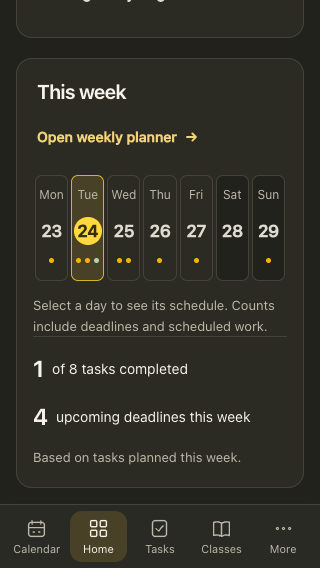 This week
Open weekly planner →
Mon Tue Wed Thu Fri Sat Sun
23 24 25 26 27 28 29
Select a day to see its schedule. Counts
include deadlines and scheduled work.
1 of 8 tasks completed
4 upcoming deadlines this week
Based on tasks planned this week.
Calendar Home Tasks Classes More